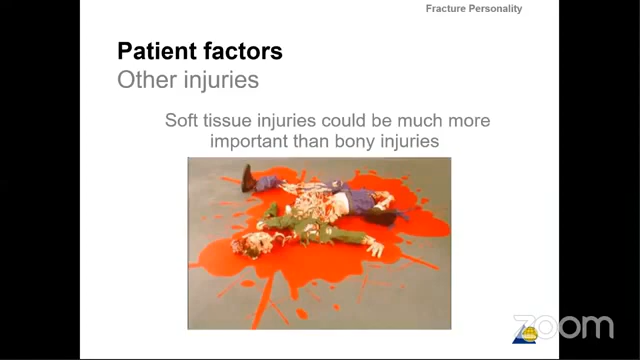 Fracture Personality
Patient factors
Other injuries
Soft tissue injuries could be much more
important than bony injuries
zoom